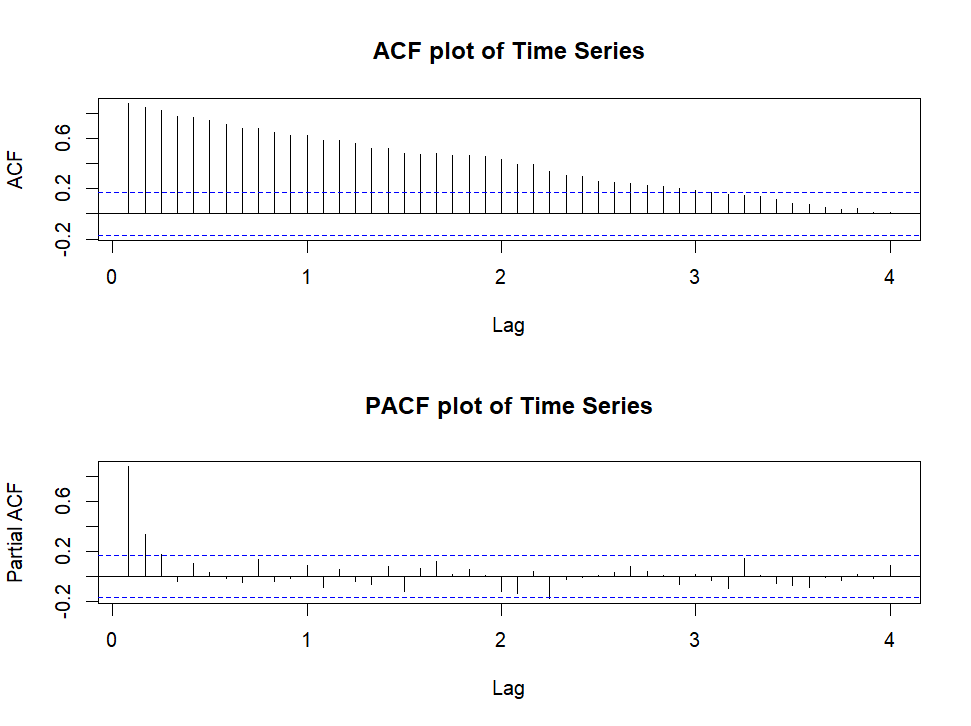 ACF plot of Time Series
ACF
0.6
0.2
-0.2
0 1 2 3 4
Lag
PACF plot of Time Series
Partial ACF
0.6
0.2
-0.2
0 1 2 3 4
Lag